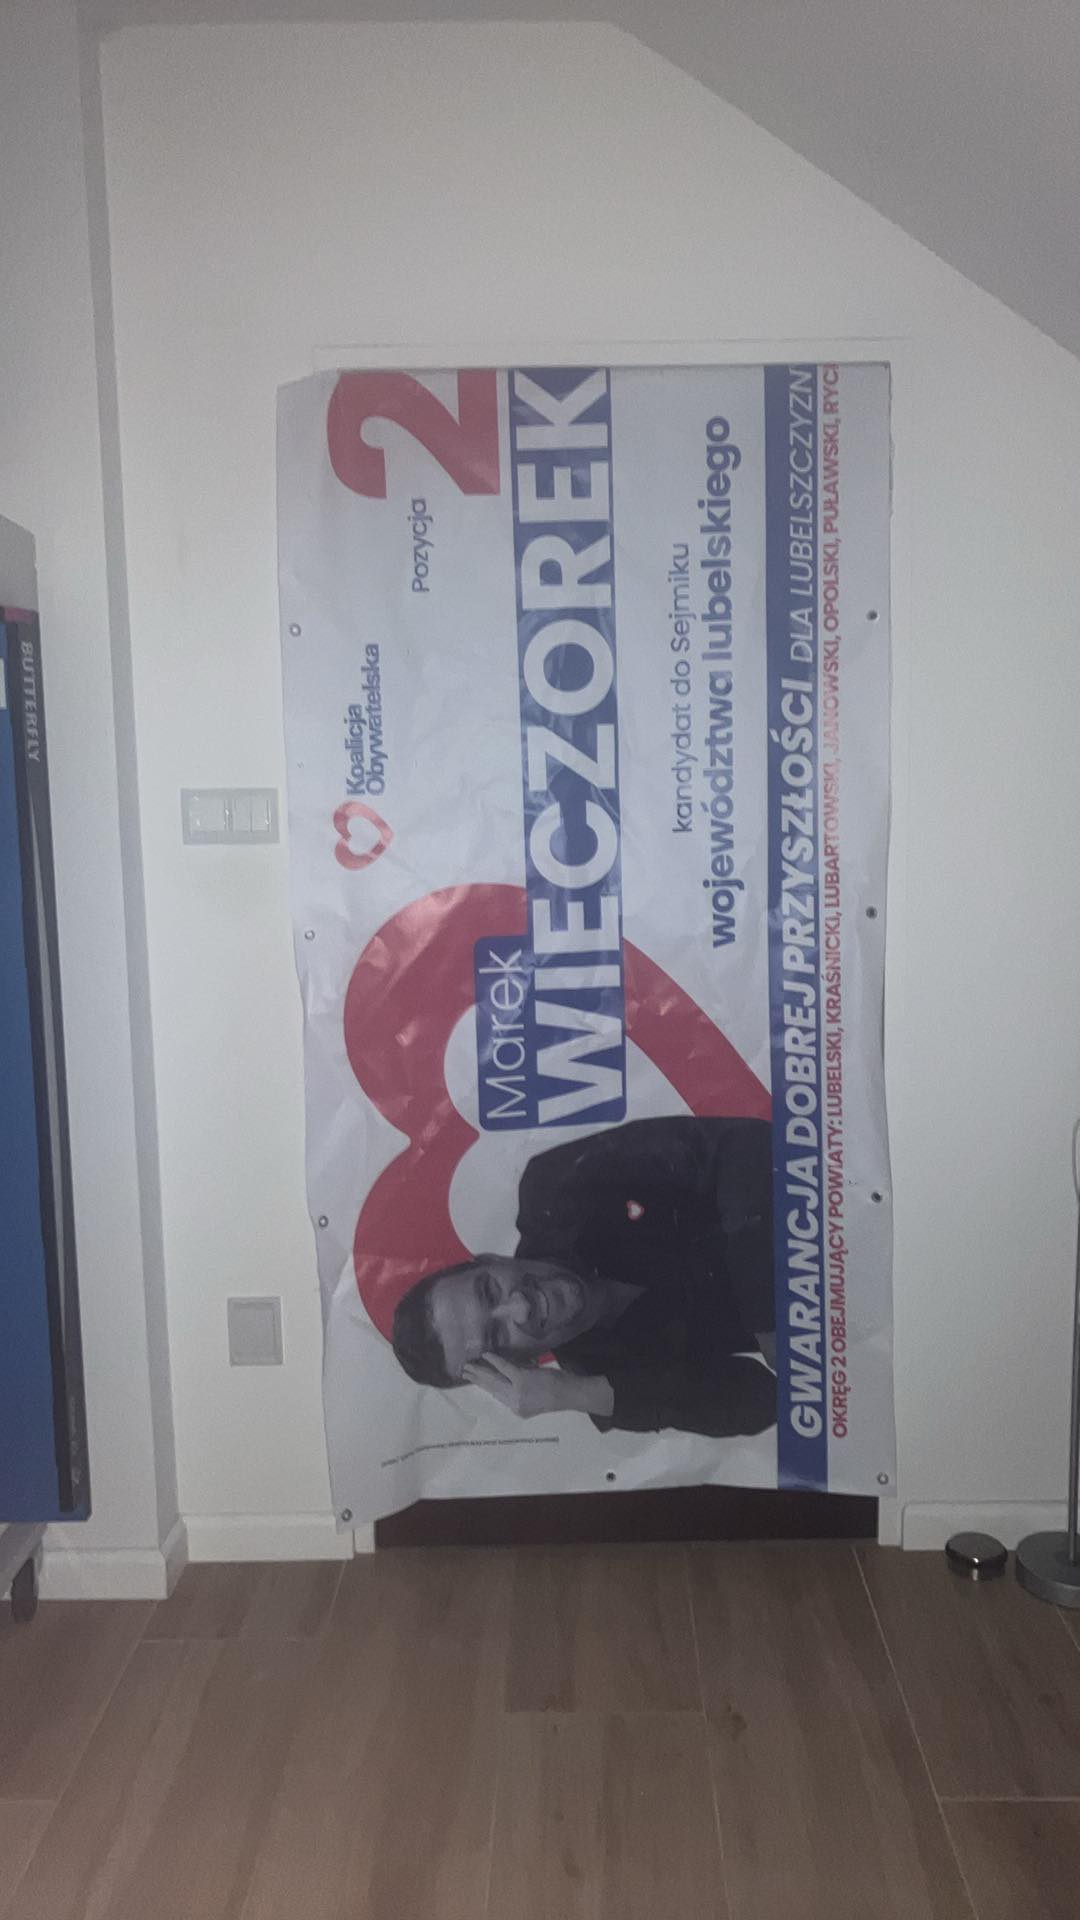 Koalicja
Obywatelska
Pozycja 2
Marek
WIECZOREK
kandydat do Sejmiku
województwa lubelskiego
GWARANCJA DOBREJ PRZYSZŁOŚCI DLA LUBELSZCZYZN
OKRĘG 2 OBEJMUJĄCY POWIATY: LUBELSKI, KRAŚNICKI, LUBARTOWSKI, JANOWSKI, OPOLSKI, PUŁAWSKI, RYC
BUTTERFLY